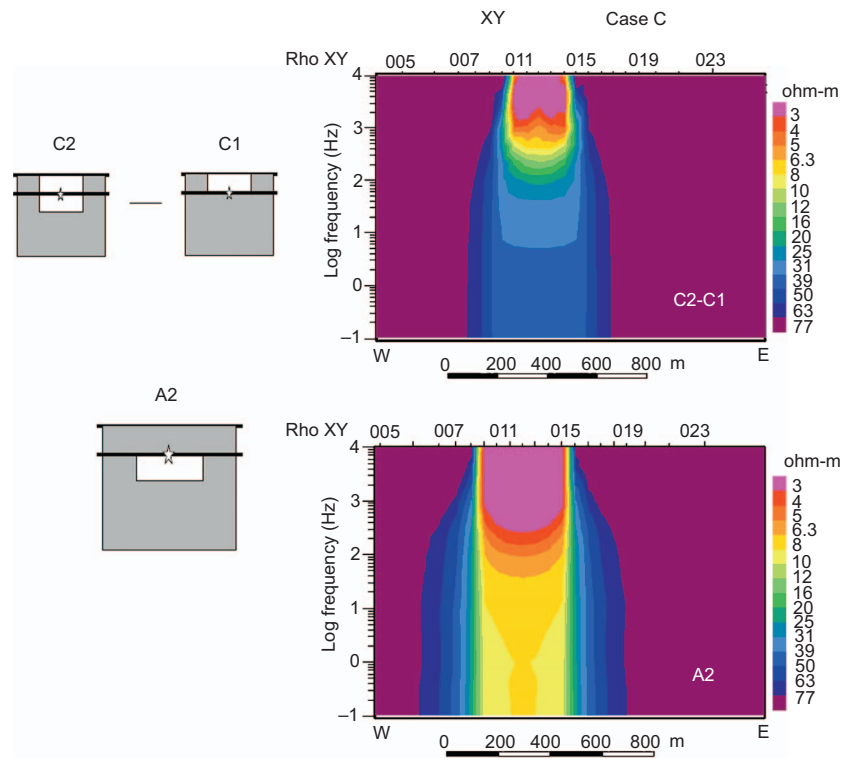 XY Case C
Rho XY 005 007 011 015 019 023
ohm-m
C2 C1
4
3
2
1
0
−1
Log frequency (Hz)
3
4
5
6.3
8
10
12
16
20
25
31
39
50
63
77
C2-C1
W E
0 200 400 600 800 m
A2
Rho XY 005 007 011 015 019 023
ohm-m
4
3
2
1
0
−1
Log frequency (Hz)
3
4
5
6.3
8
10
12
16
20
25
31
39
50
63
77
A2
W E
0 200 400 600 800 m